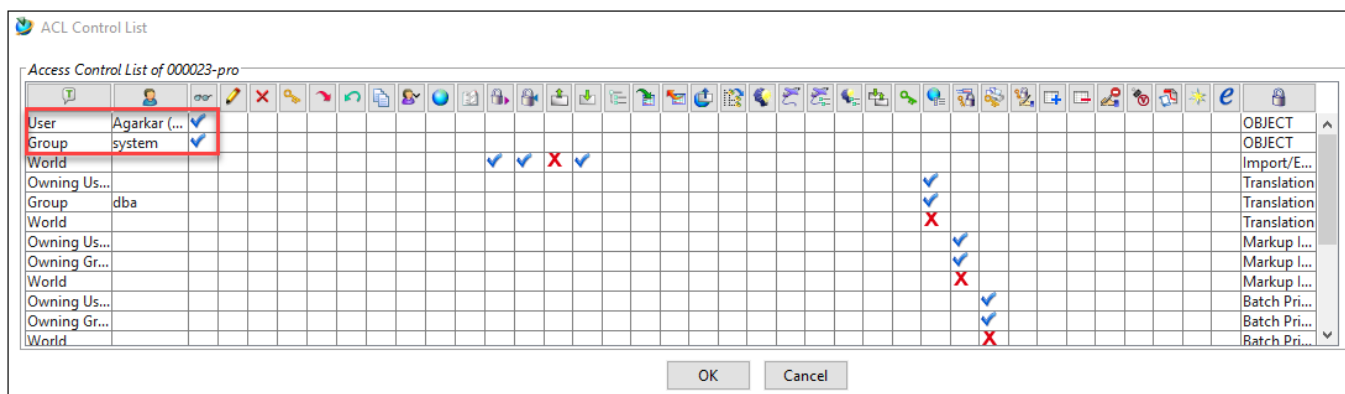 ACL Control List
Access Control List of 000023-pro
User Agarkar (... OBJECT
Group system OBJECT
World Import/E...
Owning Us... Translation
Group dba Translation
World Translation
Owning Us... Markup I...
Owning Gr... Markup I...
World Markup I...
Owning Us... Batch Pri...
Owning Gr... Batch Pri...
World Batch Pri...
OK Cancel